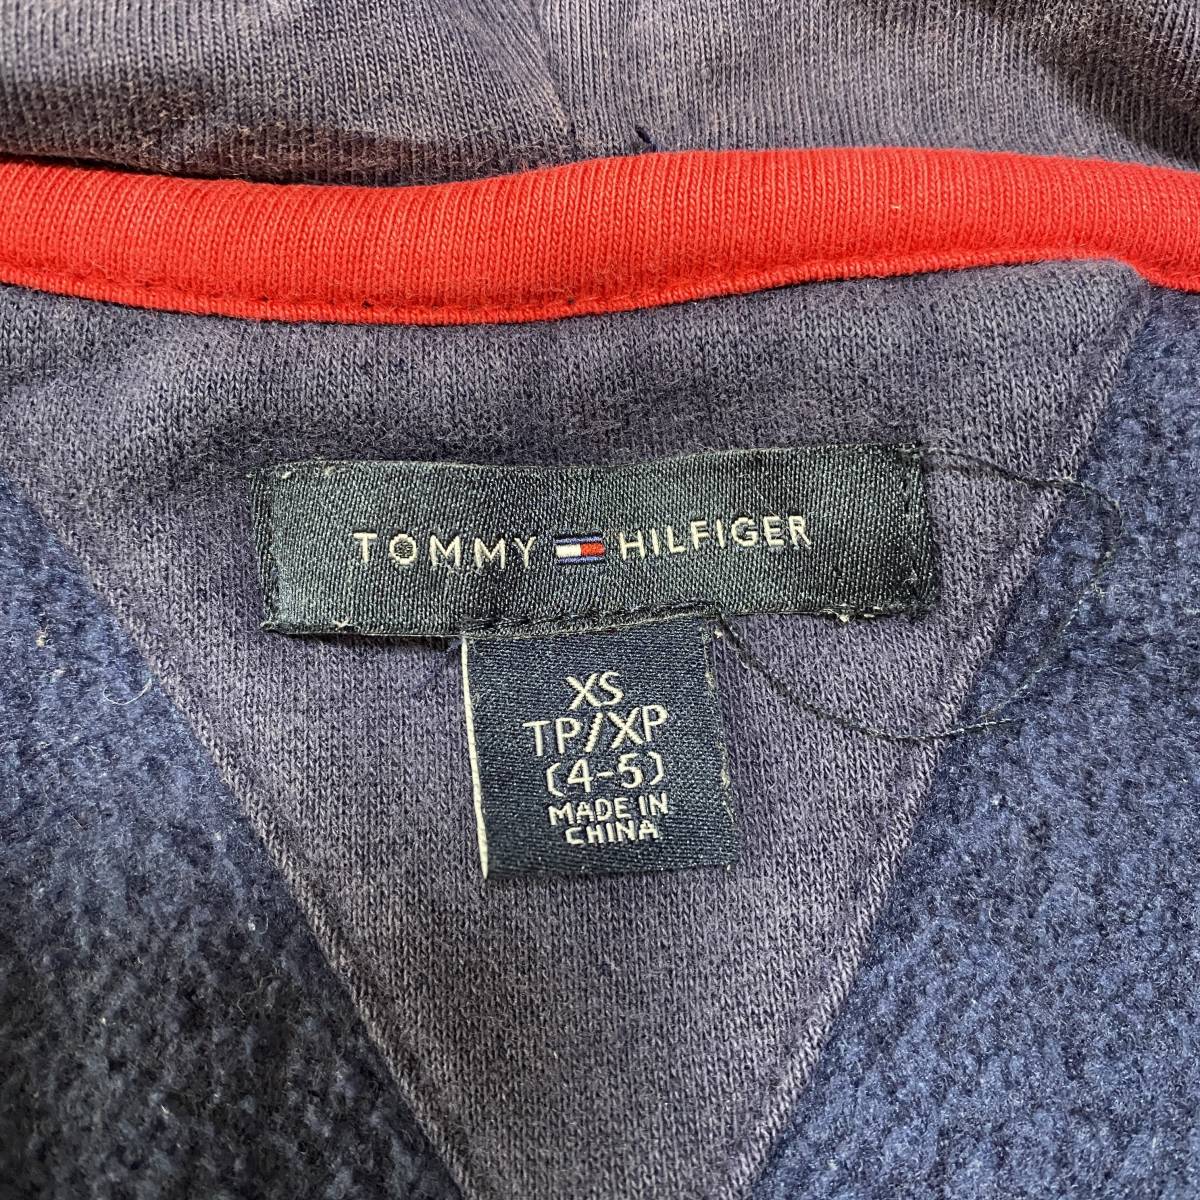 TOMMY HILFIGER
XS
TP/XP
(4-5)
MADE IN
CHINA